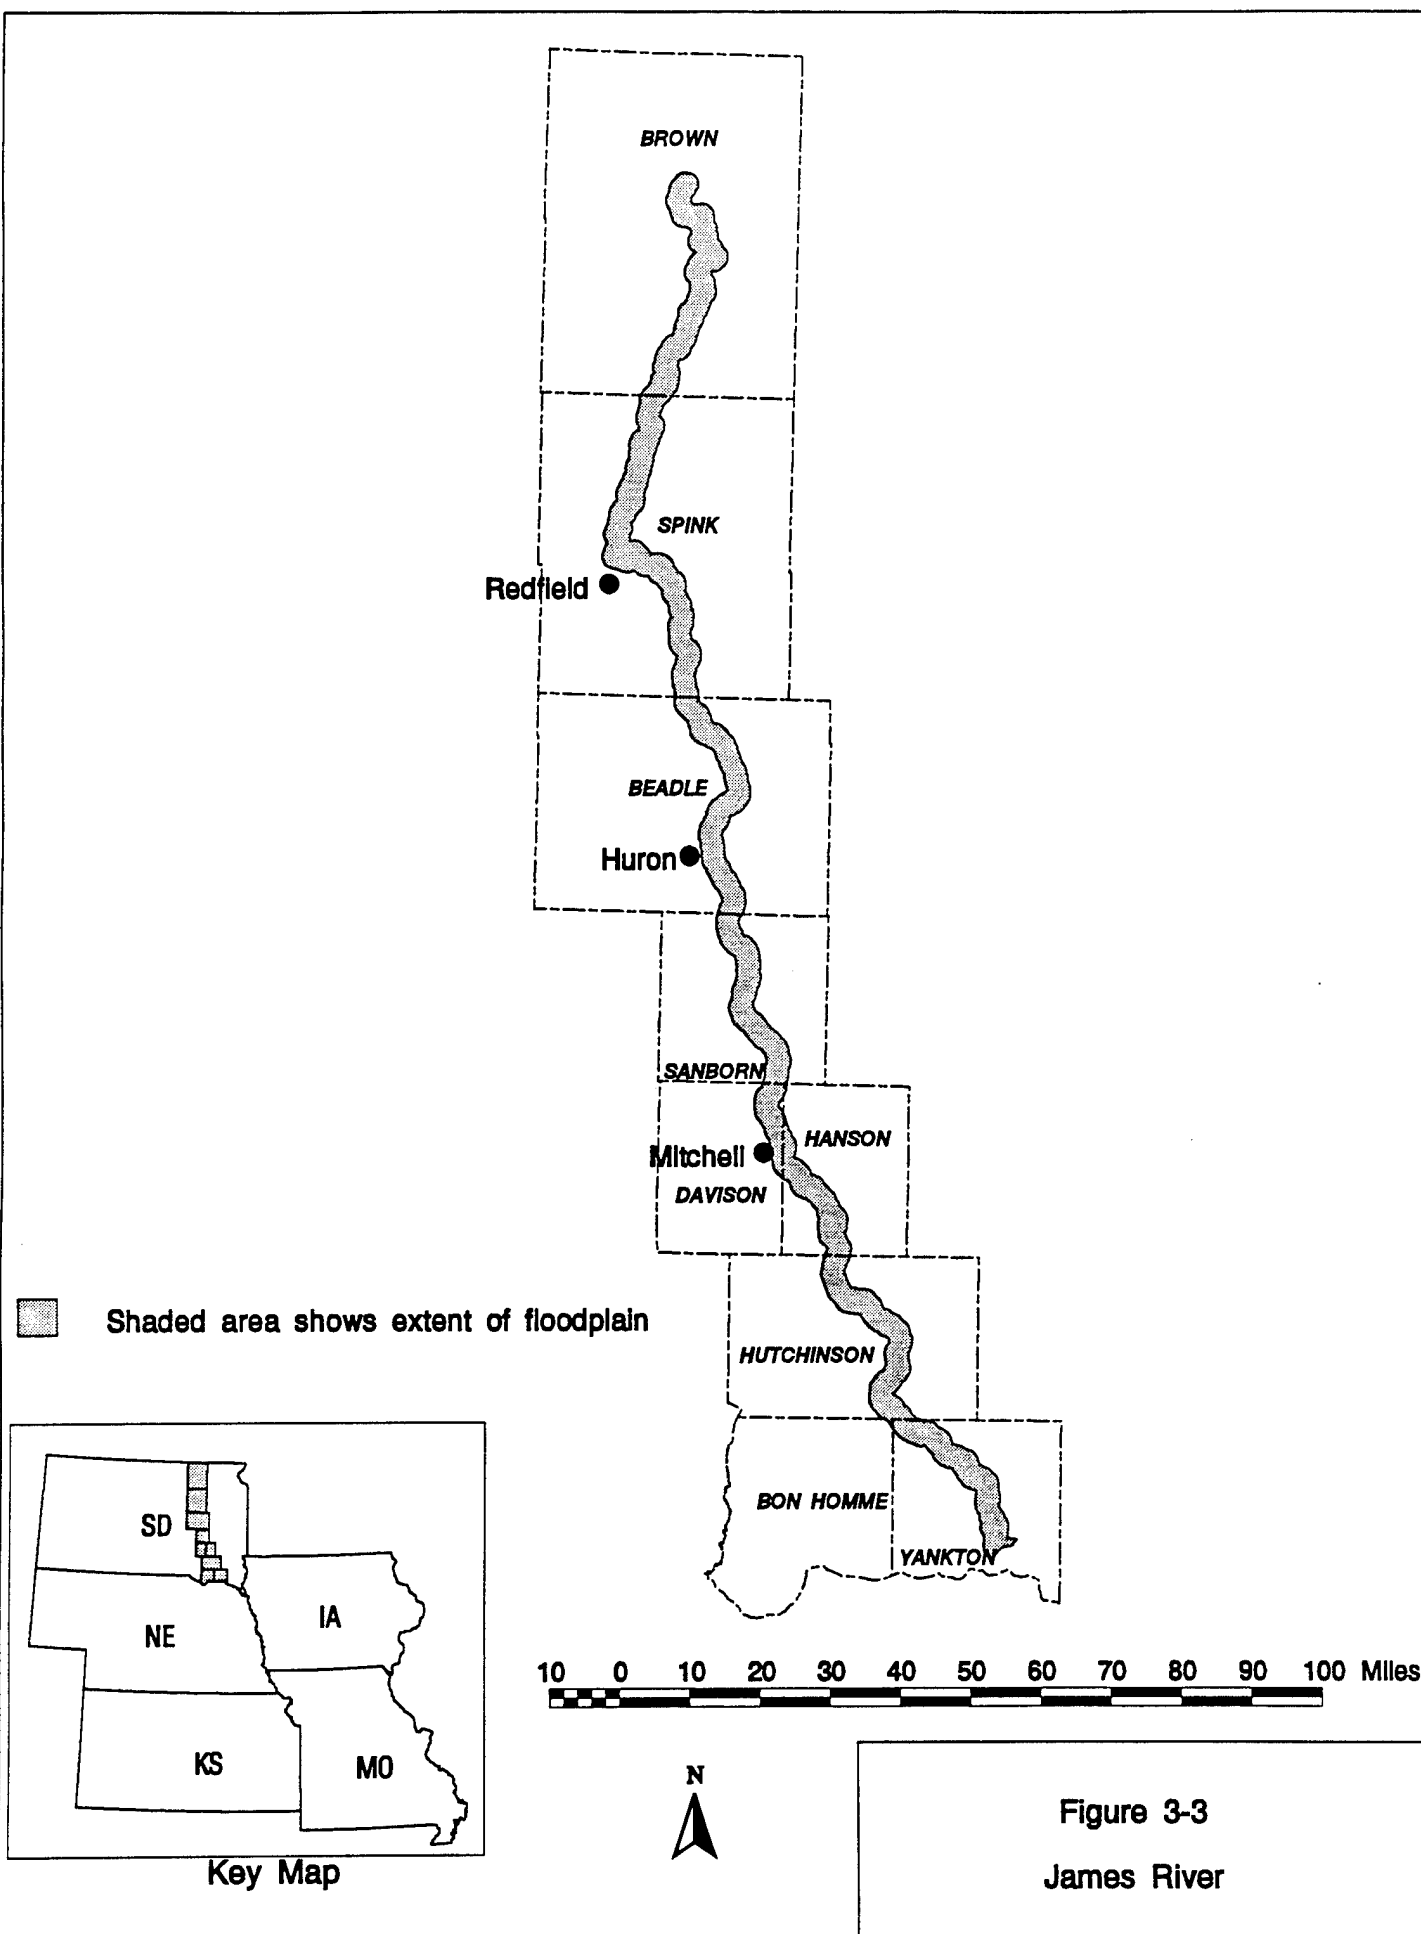 BROWN
SPINK
Redfield
BEADLE
Huron
SANBORN
HANSON
Mitchell
DAVISON
Shaded area shows extent of floodplain
HUTCHINSON
BON HOMME
YANKTON
SD
NE
IA
KS
MO
Key Map
10 0 10 20 30 40 50 60 70 80 90 100 Miles
N
Figure 3-3
James River